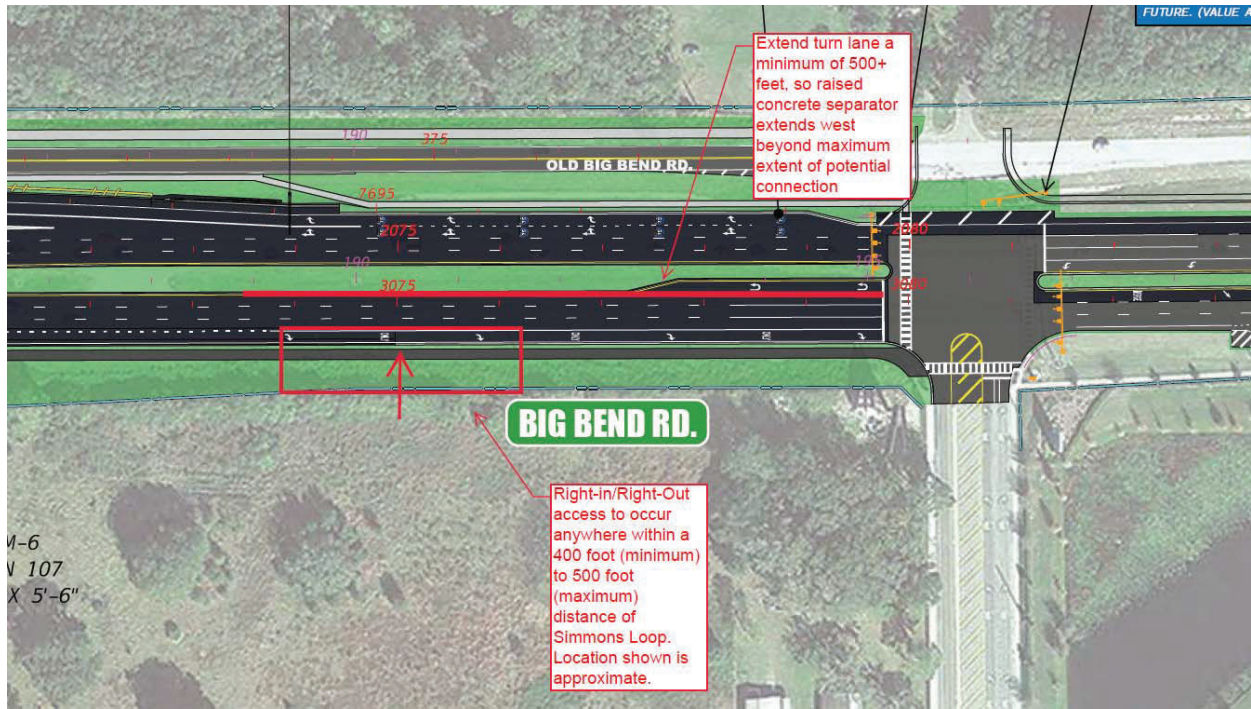 FUTURE. (VALUE A
Extend turn lane a
minimum of 500+
feet, so raised
concrete separator
extends west
beyond maximum
extent of potential
connection
190
375
OLD BIG BEND RD.
7695
2075
2080
190
195
3075
3080
BIG BEND RD.
Right-in/Right-Out
access to occur
anywhere within a
400 foot (minimum)
to 500 foot
(maximum)
distance of
Simmons Loop.
Location shown is
approximate.
M-6
N 107
X 5'-6"